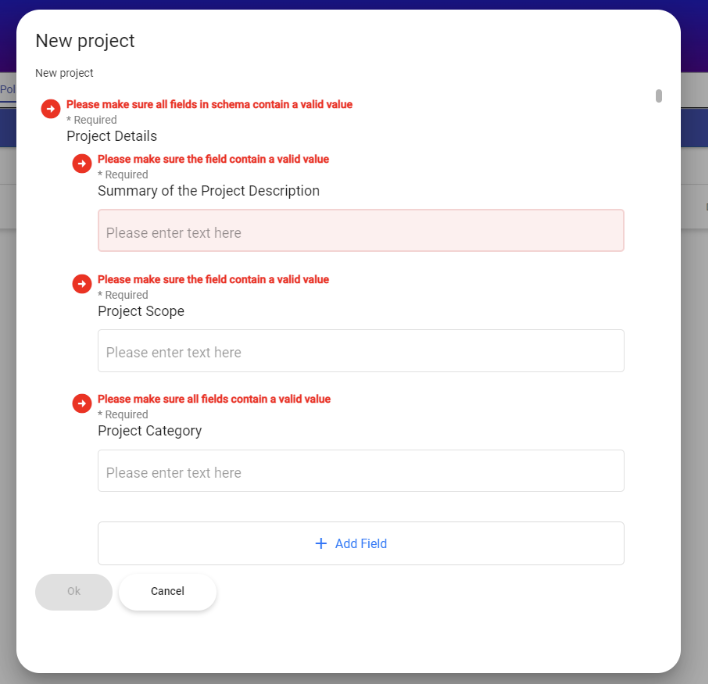 New project
New project
Pol
Please make sure all fields in schema contain a valid value
* Required
Project Details
Please make sure the field contain a valid value
* Required
Summary of the Project Description
Please enter text here
Please make sure the field contain a valid value
* Required
Project Scope
Please enter text here
Please make sure all fields contain a valid value
* Required
Project Category
Please enter text here
+ Add Field
Ok
Cancel